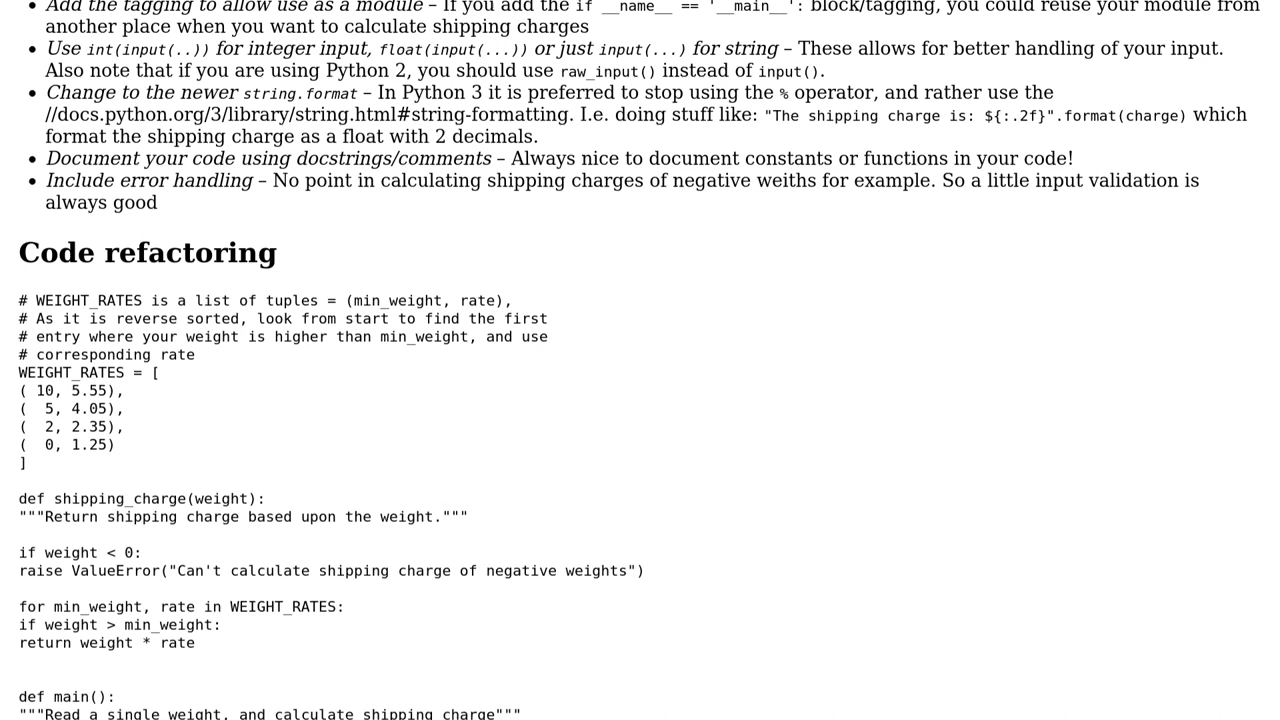 • Add the tagging to allow use as a module – If you add the if __name__ == '__main__': block/tagging, you could reuse your module from
another place when you want to calculate shipping charges
• Use int(input(..)) for integer input, float(input(...)) or just input(...) for string – These allows for better handling of your input.
Also note that if you are using Python 2, you should use raw_input() instead of input().
• Change to the newer string.format – In Python 3 it is preferred to stop using the % operator, and rather use the
//docs.python.org/3/library/string.html#string-formatting. I.e. doing stuff like: "The shipping charge is: ${:.2f}".format(charge) which
format the shipping charge as a float with 2 decimals.
• Document your code using docstrings/comments – Always nice to document constants or functions in your code!
• Include error handling – No point in calculating shipping charges of negative weiths for example. So a little input validation is
always good
Code refactoring
# WEIGHT_RATES is a list of tuples = (min_weight, rate),
# As it is reverse sorted, look from start to find the first
# entry where your weight is higher than min_weight, and use
# corresponding rate
WEIGHT_RATES = [
( 10, 5.55),
(  5, 4.05),
(  2, 2.35),
(  0, 1.25)
]
def shipping_charge(weight):
"""Return shipping charge based upon the weight."""
if weight < 0:
raise ValueError("Can't calculate shipping charge of negative weights")
for min_weight, rate in WEIGHT_RATES:
if weight > min_weight:
return weight * rate
def main():
"""Read a single weight, and calculate shipping charge"""